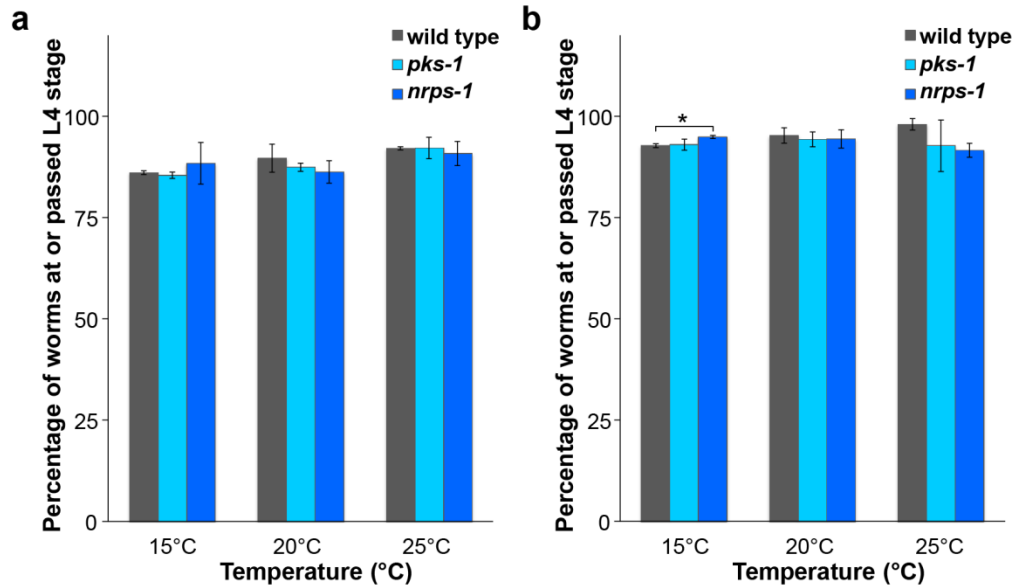 a
wild type
pks-1
nrps-1
Percentage of worms at or passed L4 stage
100
75
50
25
0
15°C
20°C
25°C
Temperature (°C)
b
wild type
pks-1
nrps-1
Percentage of worms at or passed L4 stage
100
75
50
25
0
*
15°C
20°C
25°C
Temperature (°C)